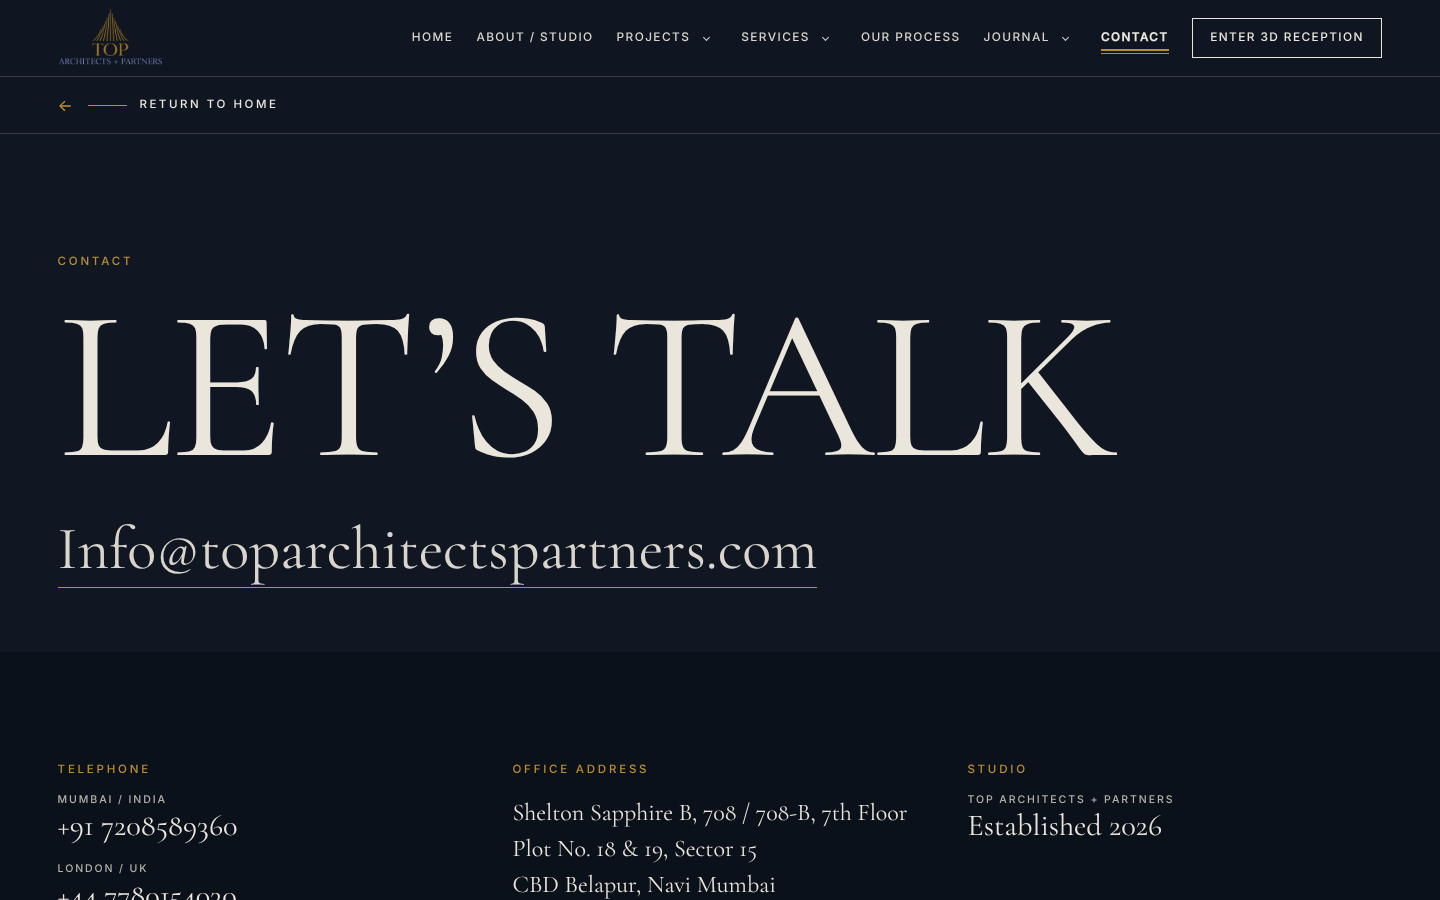 TOP
ARCHITECTS + PARTNERS
HOME
ABOUT / STUDIO
PROJECTS
SERVICES
OUR PROCESS
JOURNAL
CONTACT
ENTER 3D RECEPTION
RETURN TO HOME
CONTACT
LET’S TALK
Info@toparchitectspartners.com
TELEPHONE
MUMBAI / INDIA
+91 7208589360
LONDON / UK
OFFICE ADDRESS
Shelton Sapphire B, 708 / 708-B, 7th Floor
Plot No. 18 & 19, Sector 15
CBD Belapur, Navi Mumbai
STUDIO
TOP ARCHITECTS + PARTNERS
Established 2026